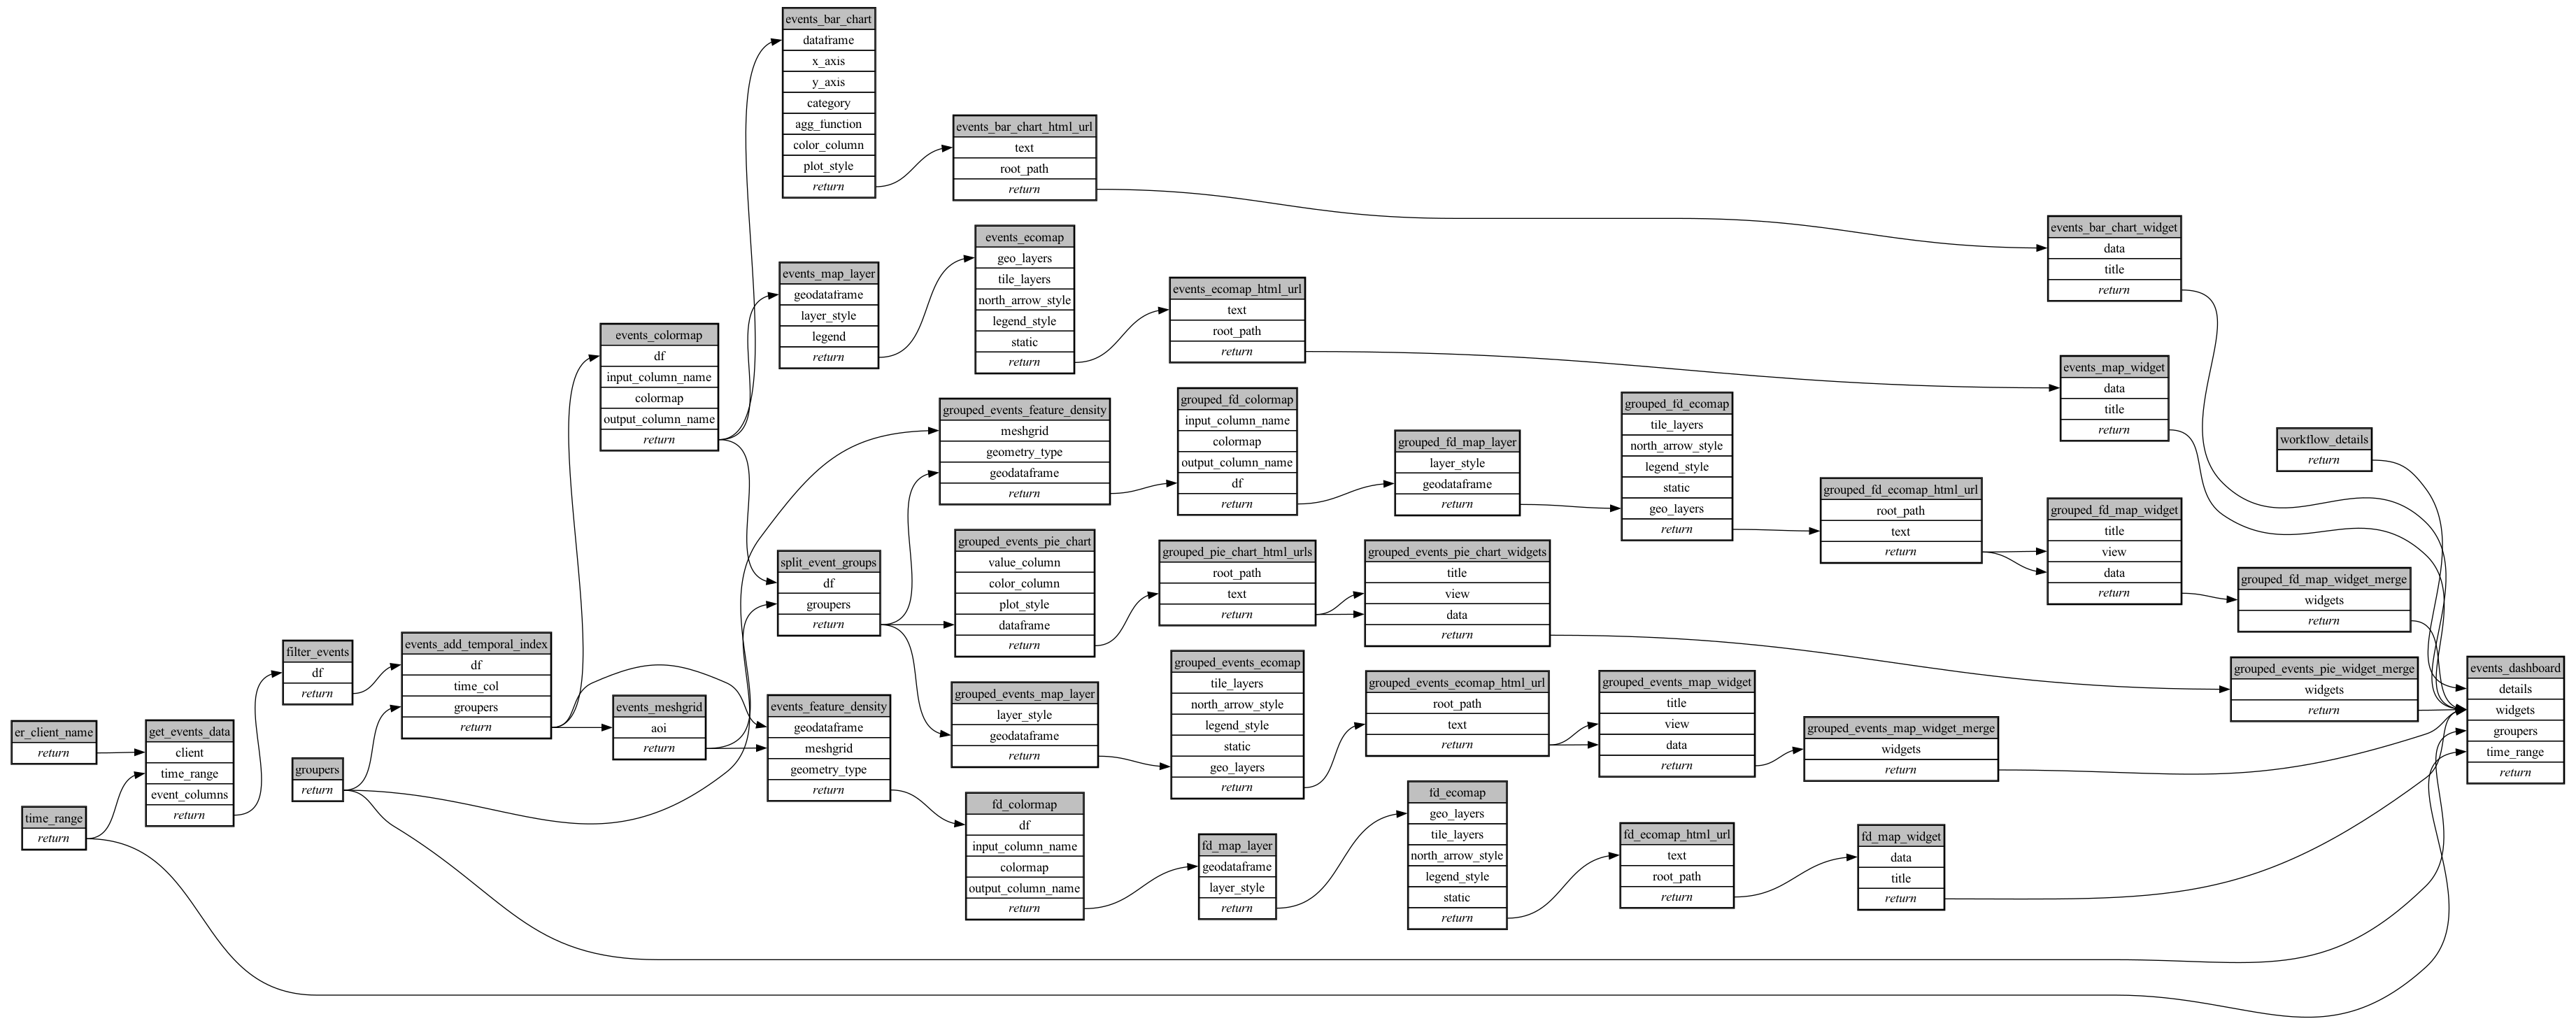 er_client_name
return
time_range
return
get_events_data
client
time_range
event_columns
return
filter_events
df
return
groupers
return
events_add_temporal_index
df
time_col
groupers
return
events_colormap
df
input_column_name
colormap
output_column_name
return
events_meshgrid
aoi
return
events_bar_chart
dataframe
x_axis
y_axis
category
agg_function
color_column
plot_style
return
events_map_layer
geodataframe
layer_style
legend
return
split_event_groups
df
groupers
return
events_feature_density
geodataframe
meshgrid
geometry_type
return
events_bar_chart_html_url
text
root_path
return
events_ecomap
geo_layers
tile_layers
north_arrow_style
legend_style
static
return
grouped_events_feature_density
meshgrid
geometry_type
geodataframe
return
grouped_events_pie_chart
value_column
color_column
plot_style
dataframe
return
grouped_events_map_layer
layer_style
geodataframe
return
fd_colormap
df
input_column_name
colormap
output_column_name
return
events_ecomap_html_url
text
root_path
return
grouped_fd_colormap
input_column_name
colormap
output_column_name
df
return
grouped_pie_chart_html_urls
root_path
text
return
grouped_events_ecomap
tile_layers
north_arrow_style
legend_style
static
geo_layers
return
fd_map_layer
geodataframe
layer_style
return
grouped_fd_map_layer
layer_style
geodataframe
return
grouped_events_pie_chart_widgets
title
view
data
return
grouped_events_ecomap_html_url
root_path
text
return
fd_ecomap
geo_layers
tile_layers
north_arrow_style
legend_style
static
return
grouped_fd_ecomap
tile_layers
north_arrow_style
legend_style
static
geo_layers
return
grouped_events_map_widget
title
view
data
return
fd_ecomap_html_url
text
root_path
return
grouped_fd_ecomap_html_url
root_path
text
return
grouped_events_map_widget_merge
widgets
return
fd_map_widget
data
title
return
events_bar_chart_widget
data
title
return
events_map_widget
data
title
return
grouped_fd_map_widget
title
view
data
return
workflow_details
return
grouped_fd_map_widget_merge
widgets
return
grouped_events_pie_widget_merge
widgets
return
events_dashboard
details
widgets
groupers
time_range
return